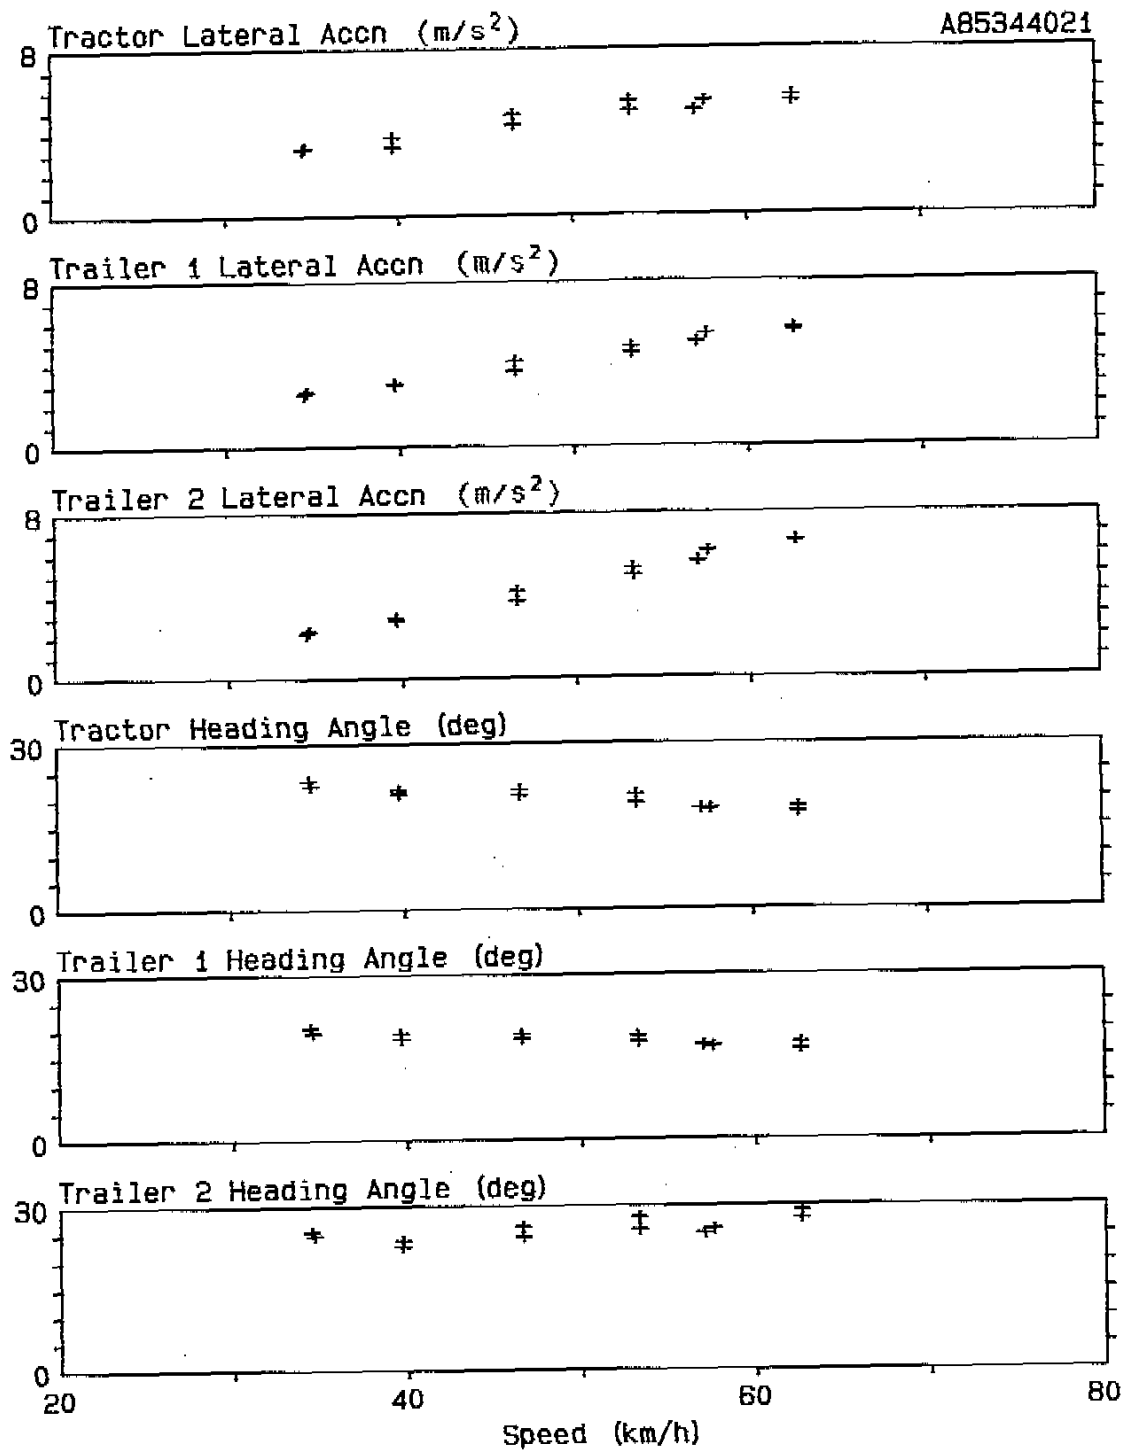 Tractor Lateral Accn (m/s²) A85344021
8
0
Trailer 1 Lateral Accn (m/s²)
8
0
Trailer 2 Lateral Accn (m/s²)
8
0
Tractor Heading Angle (deg)
30
0
Trailer 1 Heading Angle (deg)
30
0
Trailer 2 Heading Angle (deg)
30
0
20 40 60 80
Speed (km/h)